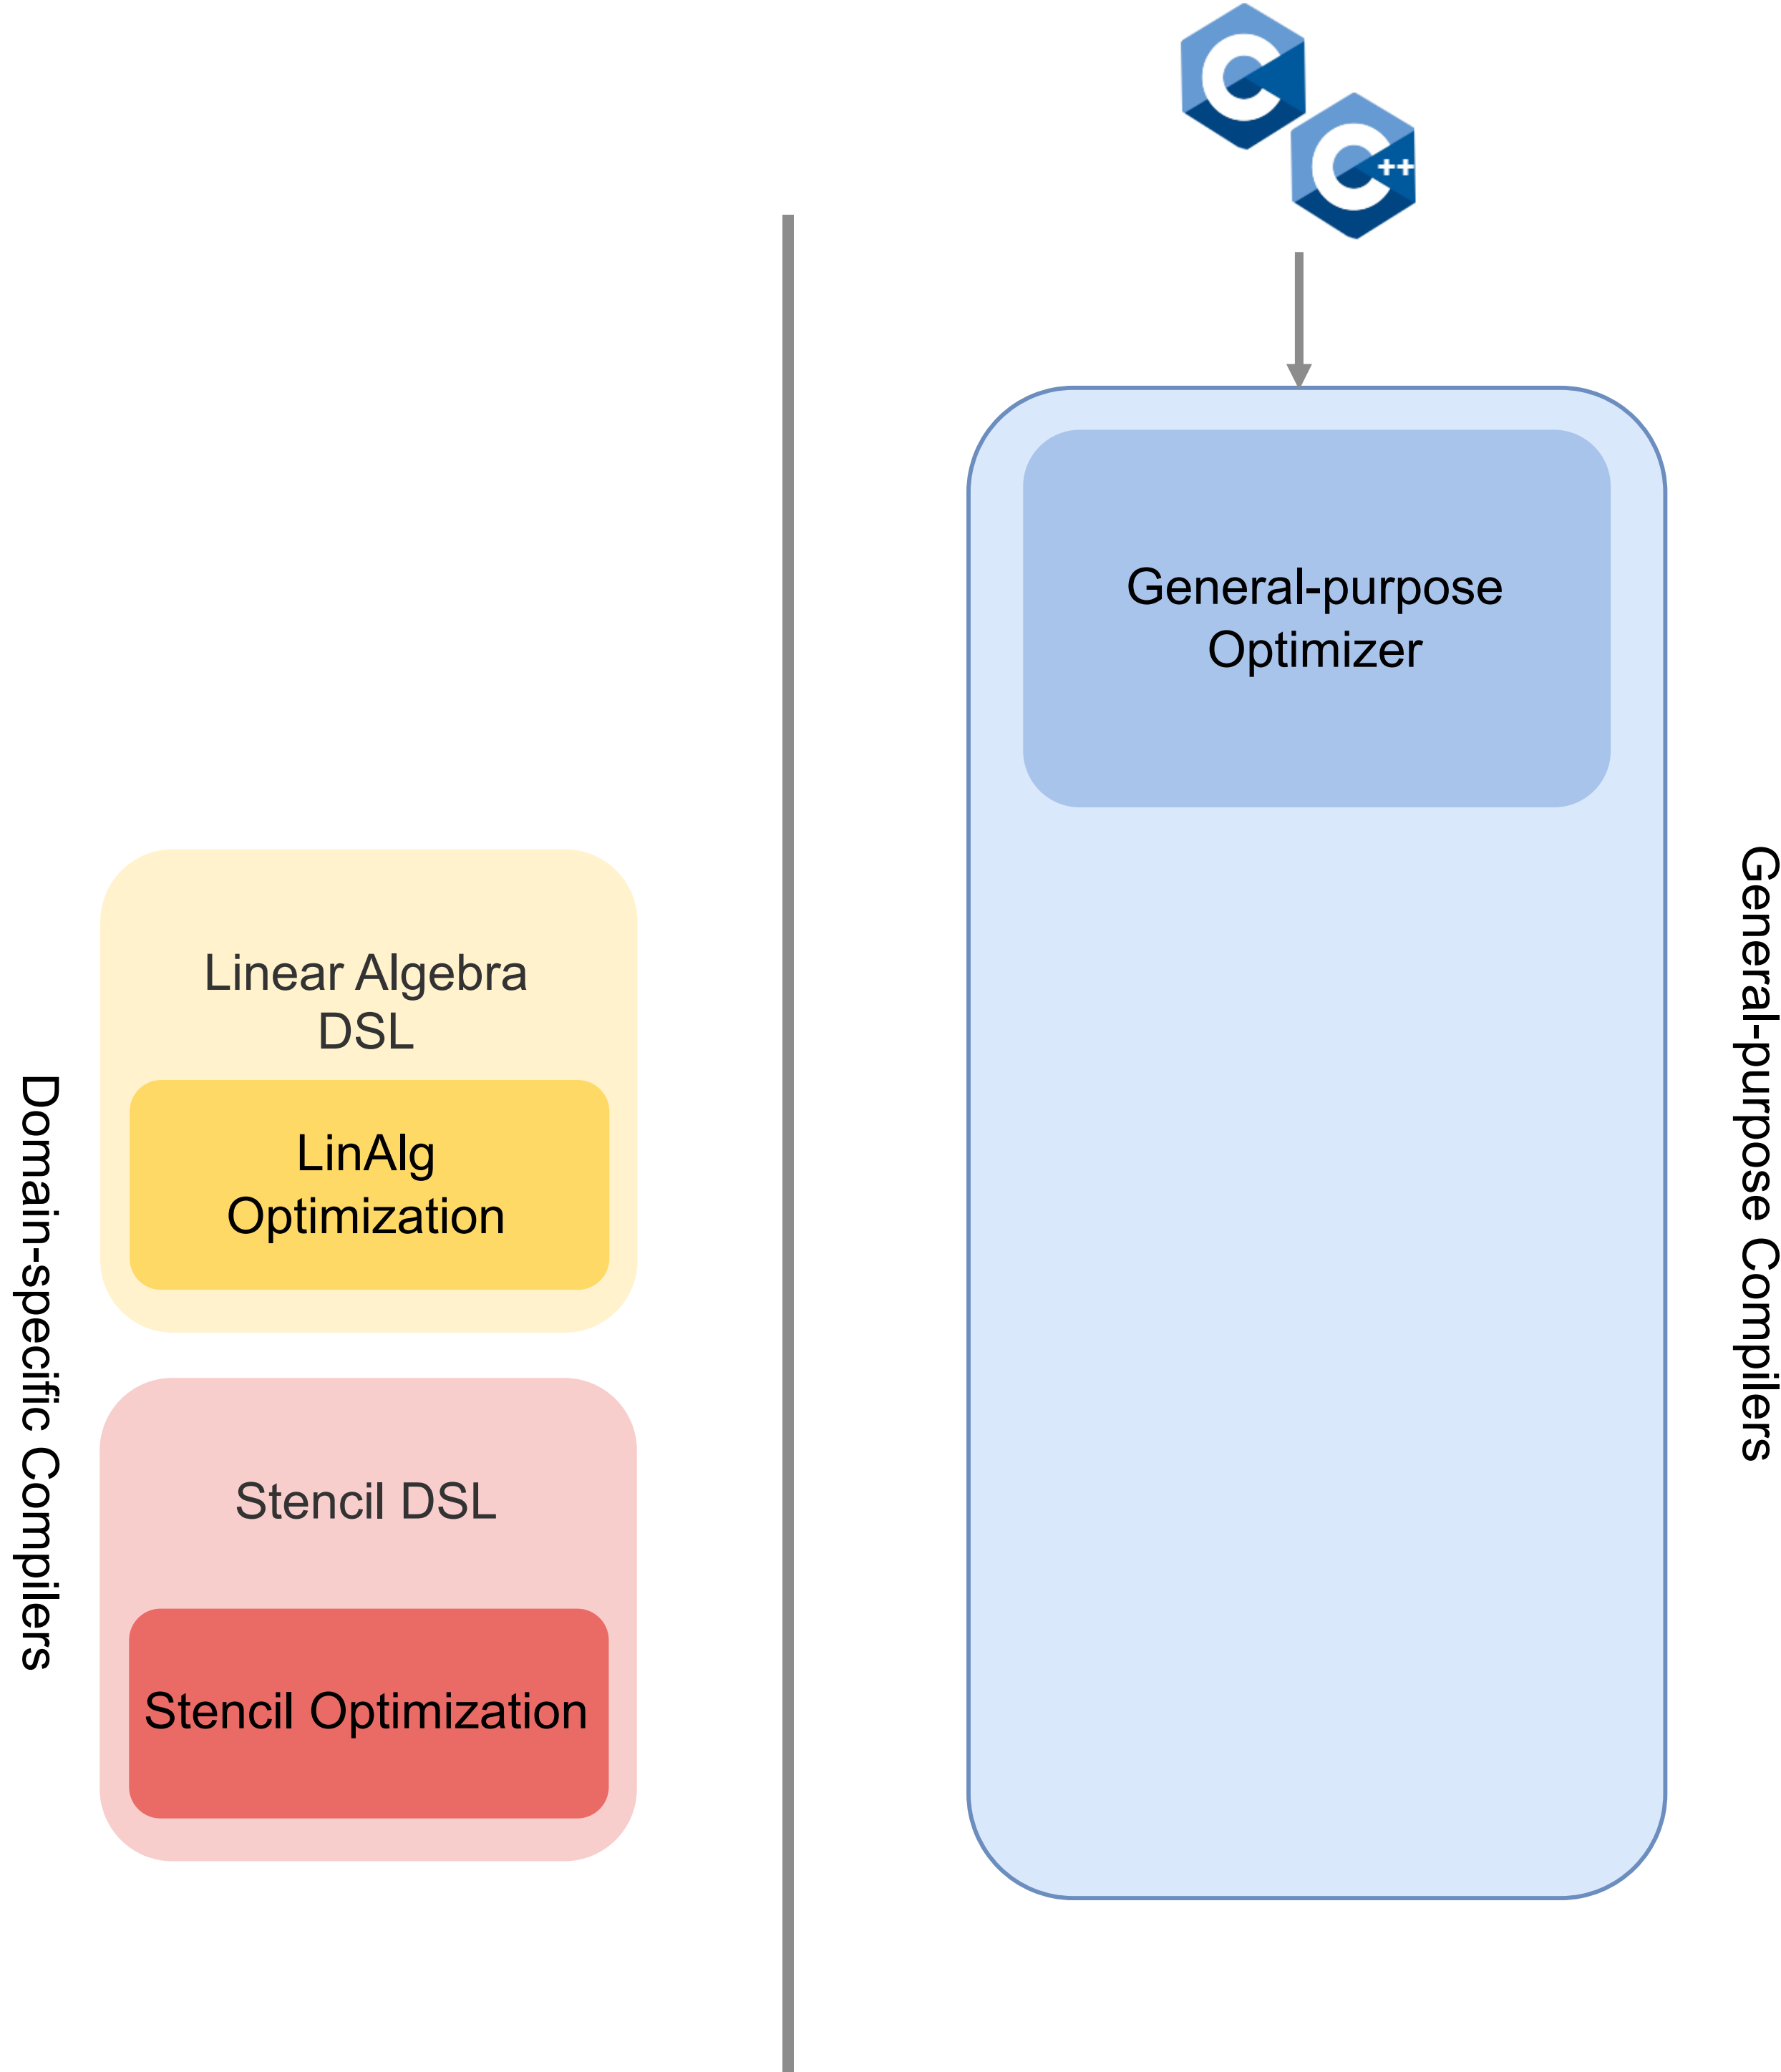 C
C++
General-purpose
Optimizer
Linear Algebra
DSL
LinAlg
Optimization
Stencil DSL
Stencil Optimization
Domain-specific Compilers
General-purpose Compilers